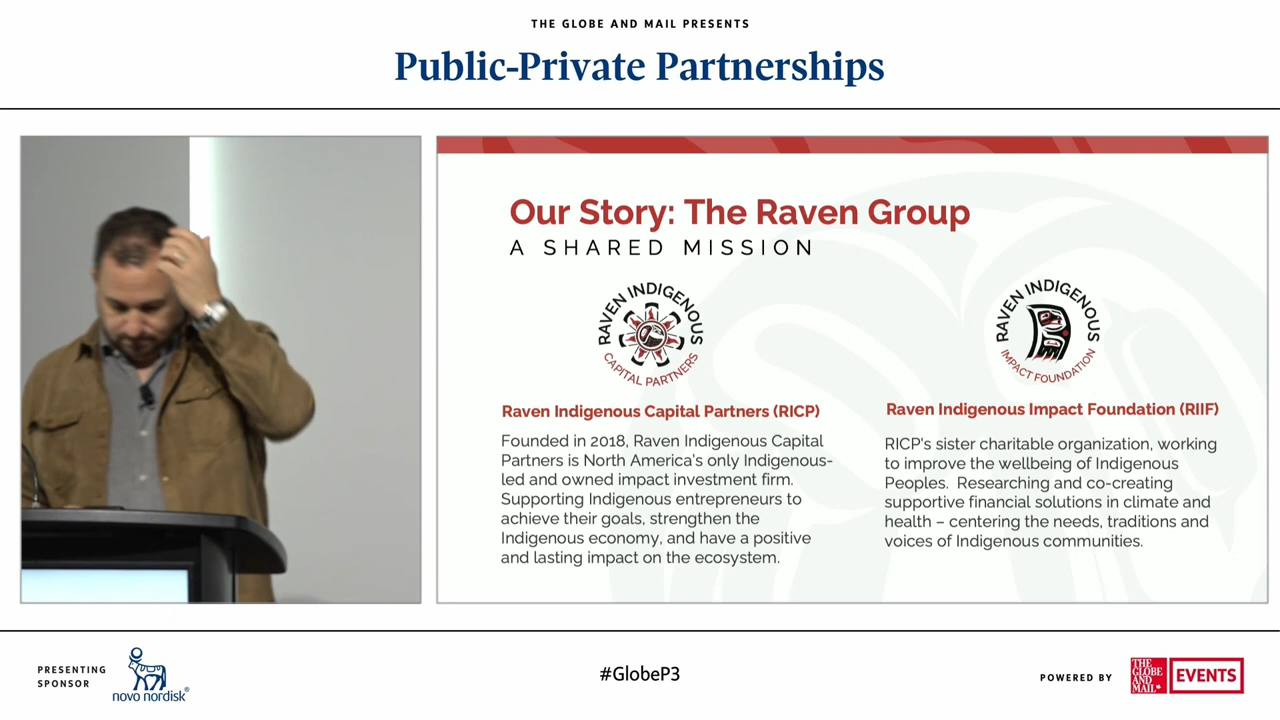 THE GLOBE AND MAIL PRESENTS
Public-Private Partnerships
Our Story: The Raven Group
A SHARED MISSION
RAVEN INDIGENOUS
CAPITAL PARTNERS
Raven Indigenous Capital Partners (RICP)
Founded in 2018, Raven Indigenous Capital
Partners is North America's only Indigenous-
led and owned impact investment firm.
Supporting Indigenous entrepreneurs to
achieve their goals, strengthen the
Indigenous economy, and have a positive
and lasting impact on the ecosystem.
RAVEN INDIGENOUS
IMPACT FOUNDATION
Raven Indigenous Impact Foundation (RIIF)
RICP's sister charitable organization, working
to improve the wellbeing of Indigenous
Peoples. Researching and co-creating
supportive financial solutions in climate and
health – centering the needs, traditions and
voices of Indigenous communities.
PRESENTING
SPONSOR
novo nordisk®
#GlobeP3
POWERED BY
THE
GLOBE
AND
MAIL
EVENTS